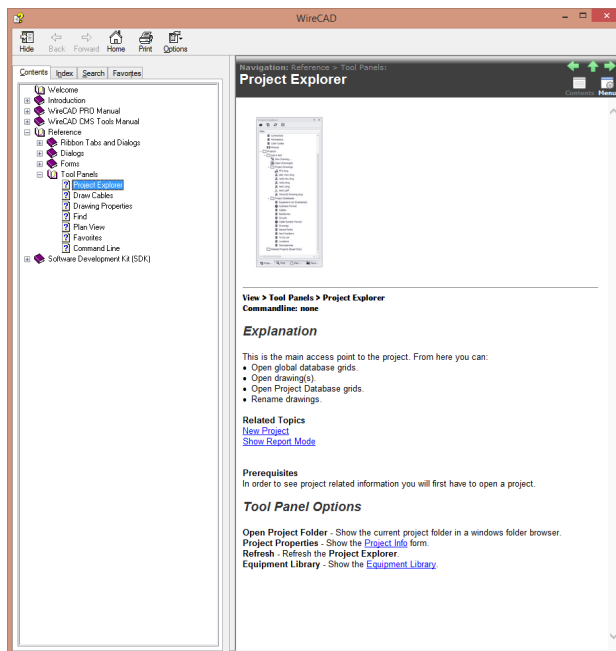 WireCAD
Hide Back Forward Home Print Options
Contents Index Search Favorites
Welcome
Introduction
WireCAD PRO Manual
WireCAD CMS Tools Manual
Reference
Ribbon Tabs and Dialogs
Dialogs
Forms
Tool Panels
Project Explorer
Draw Cables
Drawing Properties
Find
Plan View
Favorites
Command Line
Software Development Kit (SDK)
Navigation: Reference > Tool Panels:
Project Explorer
Contents Menu
View > Tool Panels > Project Explorer
Commandline: none
Explanation
This is the main access point to the project. From here you can:
• Open global database grids.
• Open drawing(s).
• Open Project Database grids.
• Rename drawings.
Related Topics
New Project
Show Report Mode
Prerequisites
In order to see project related information you will first have to open a project.
Tool Panel Options
Open Project Folder - Show the current project folder in a windows folder browser.
Project Properties - Show the Project Info form.
Refresh - Refresh the Project Explorer.
Equipment Library - Show the Equipment Library.